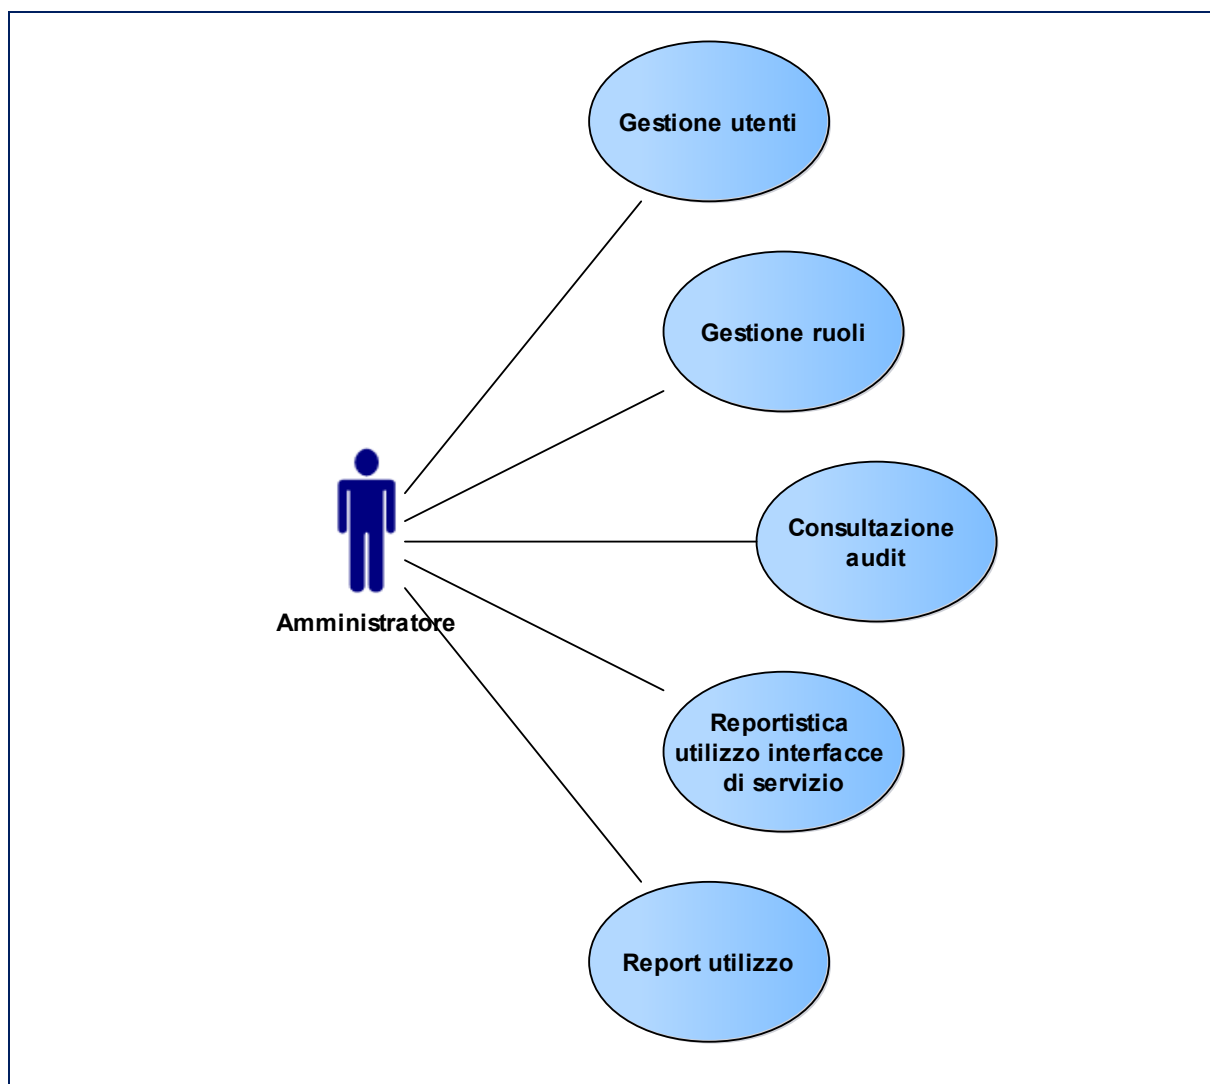 Gestione utenti
Gestione ruoli
Consultazione
audit
Amministratore
Reportistica
utilizzo interfacce
di servizio
Report utilizzo